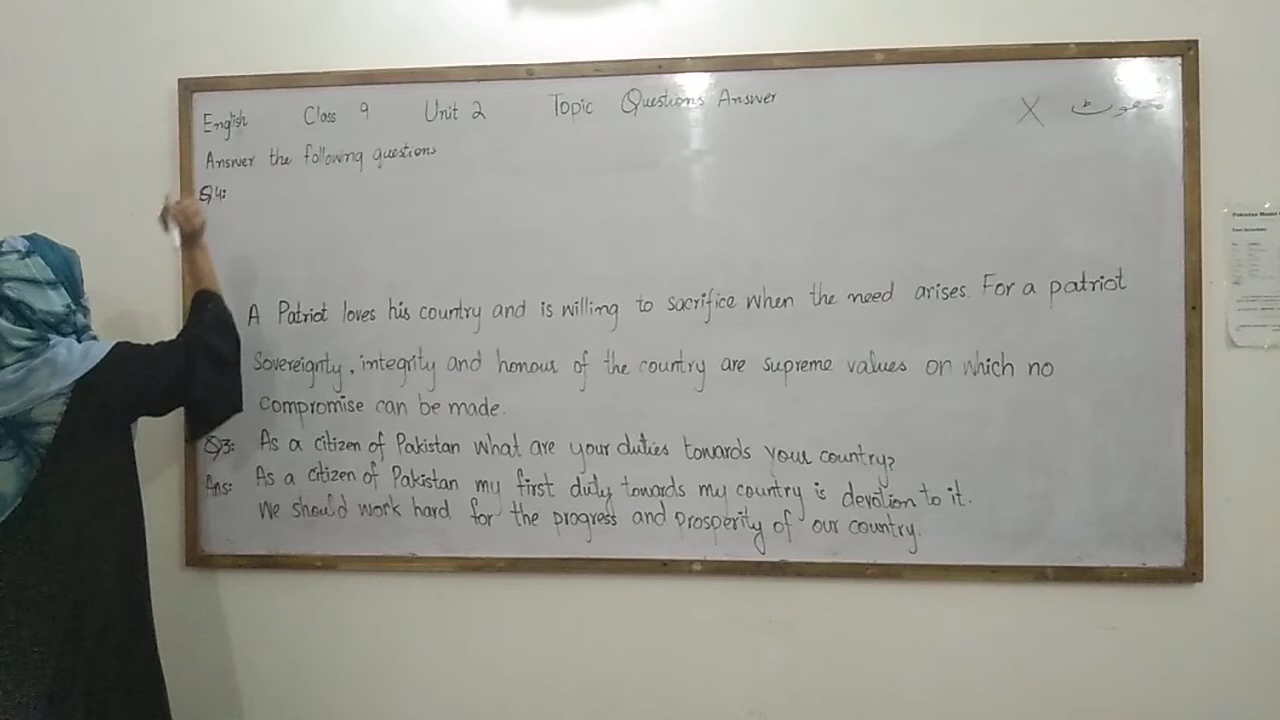 English Class 9 Unit 2 Topic Questions Answer X جھوٹ
Answer the following questions
Q4:
A Patriot loves his country and is willing to sacrifice when the need arises. For a patriot
Sovereignty, integrity and honour of the country are supreme values on which no
compromise can be made.
Q3: As a citizen of Pakistan what are your duties towards your country?
Ans: As a citizen of Pakistan my first duty towards my country is devotion to it.
We should work hard for the progress and prosperity of our country.
Pakistan Model